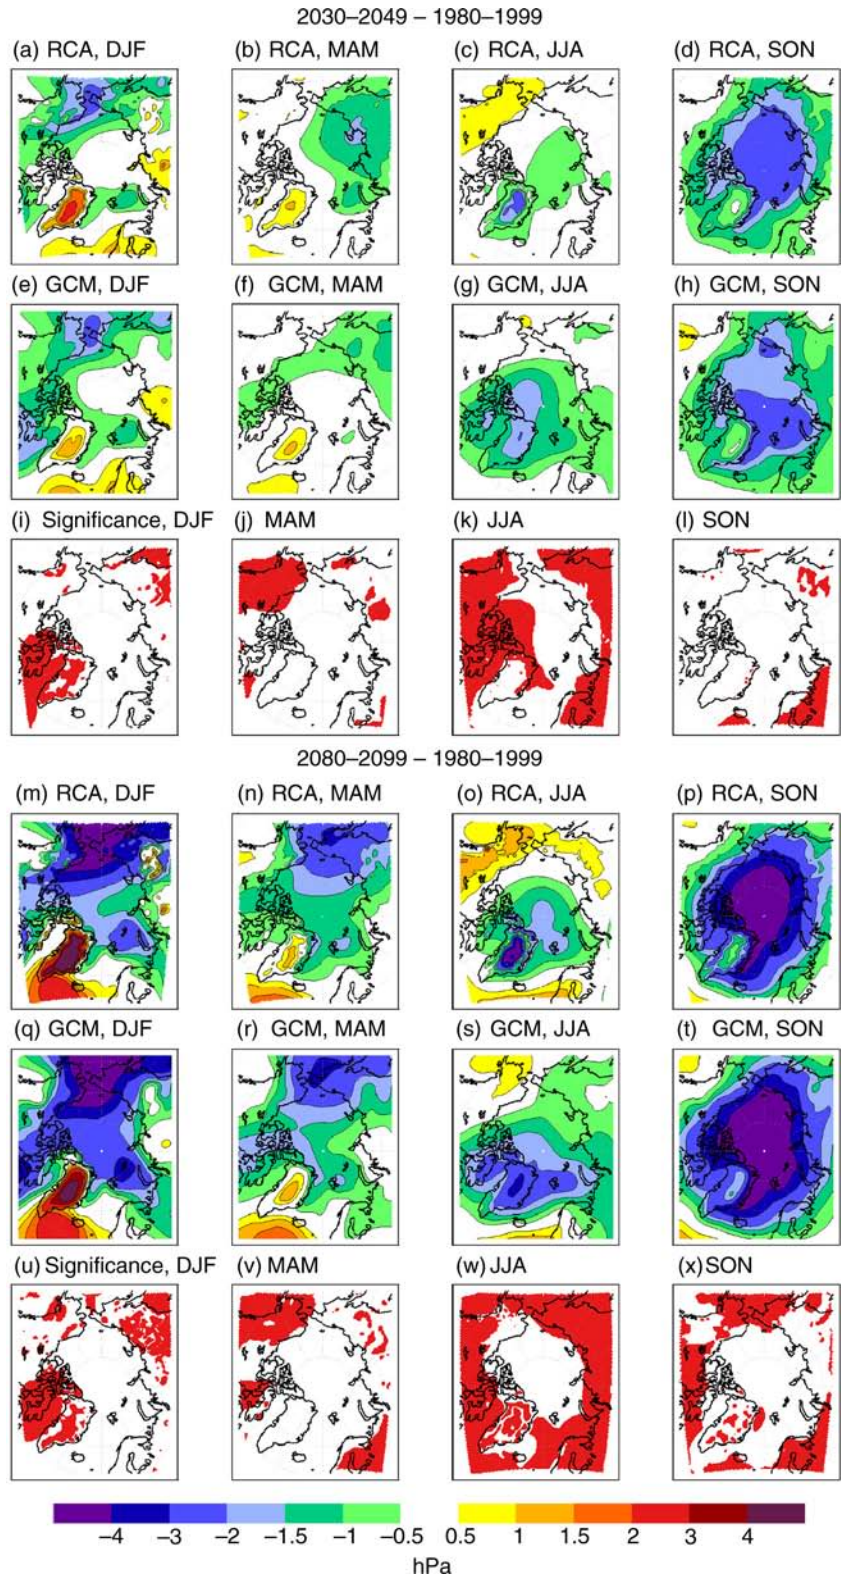 2030–2049 – 1980–1999
(a) RCA, DJF (b) RCA, MAM (c) RCA, JJA (d) RCA, SON
(e) GCM, DJF (f) GCM, MAM (g) GCM, JJA (h) GCM, SON
(i) Significance, DJF (j) MAM (k) JJA (l) SON
2080–2099 – 1980–1999
(m) RCA, DJF (n) RCA, MAM (o) RCA, JJA (p) RCA, SON
(q) GCM, DJF (r) GCM, MAM (s) GCM, JJA (t) GCM, SON
(u) Significance, DJF (v) MAM (w) JJA (x) SON
−4 −3 −2 −1.5 −1 −0.5 0.5 1 1.5 2 3 4
hPa